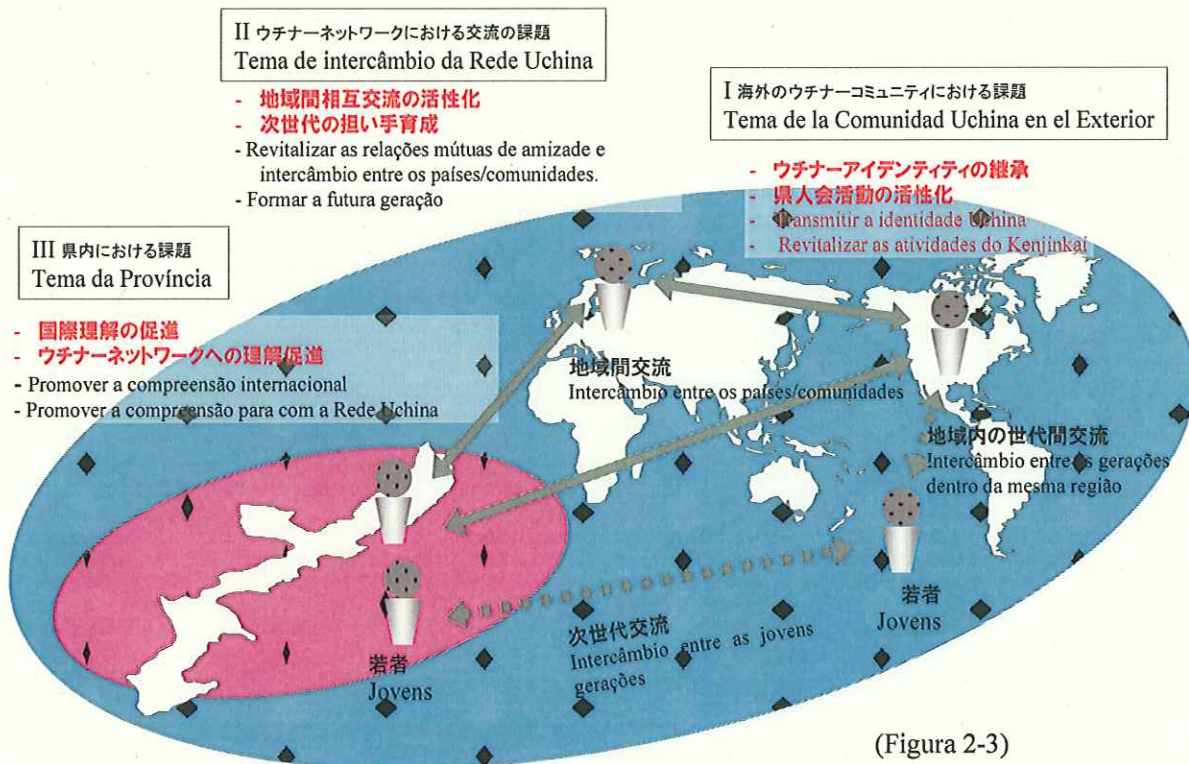 II ウチナーネットワークにおける交流の課題
Tema de intercâmbio da Rede Uchina
- 地域間相互交流の活性化
- 次世代の担い手育成
- Revitalizar as relações mútuas de amizade e
intercâmbio entre os países/comunidades.
- Formar a futura geração
I 海外のウチナーコミュニティにおける課題
Tema de la Comunidad Uchina en el Exterior
- ウチナーアイデンティティの継承
- 県人会活動の活性化
- Transmitir a identidade Uchina
- Revitalizar as atividades do Kenjinkai
III 県内における課題
Tema da Província
- 国際理解の促進
- ウチナーネットワークへの理解促進
- Promover a compreensão internacional
- Promover a compreensão para com a Rede Uchina
地域間交流
Intercâmbio entre os países/comunidades
地域内の世代間交流
Intercâmbio entre as gerações
dentro da mesma região
若者
Jovens
次世代交流
Intercâmbio entre as jovens
gerações
若者
Jovens
(Figura 2-3)